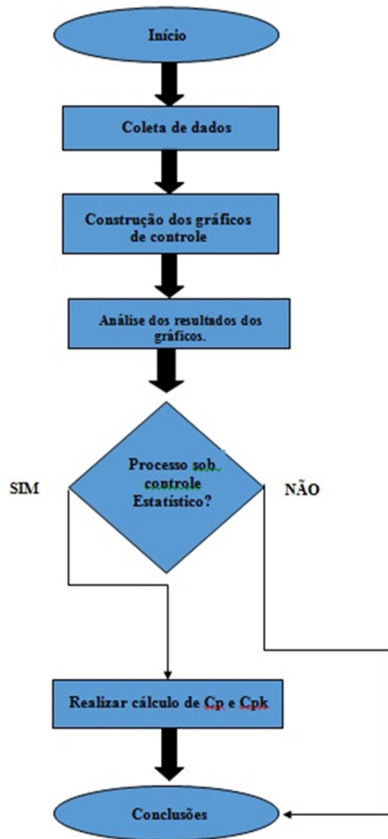 Início
Coleta de dados
Construção dos gráficos
de controle
Análise dos resultados dos
gráficos.
Processo sob
controle
Estatístico?
SIM
NÃO
Realizar cálculo de Cp e Cpk
Conclusões